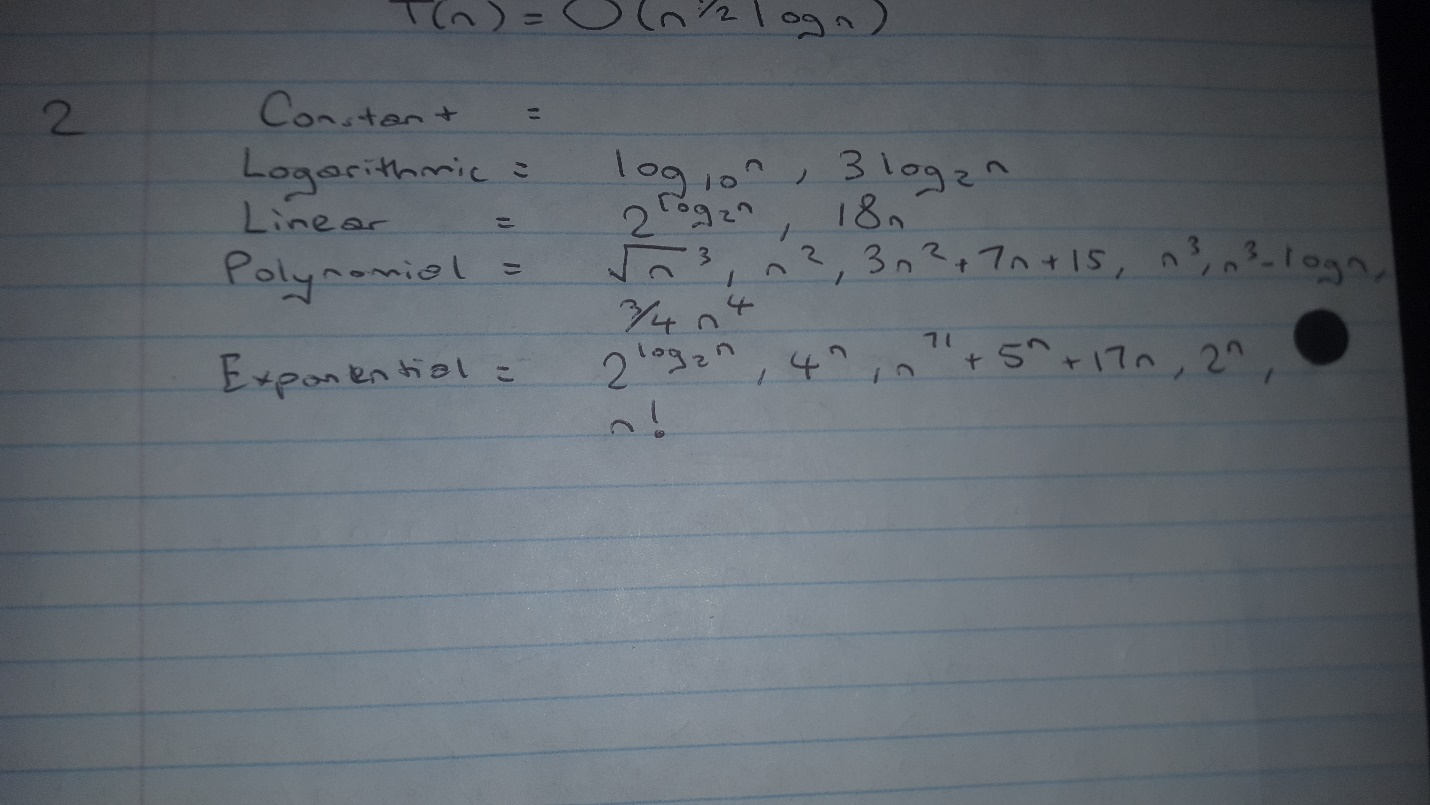 T(n) = O(n^1/2 log n)
2 Constant =
Logarithmic = log₁₀n, 3 log₂n
Linear = 2^log₂n, 18n
Polynomial = √n³, n², 3n² + 7n + 15, n³, n³ - log n,
3/4 n⁴
Exponential = 2^log₂n, 4ⁿ, n⁷¹ + 5ⁿ + 17n, 2ⁿ,
n!